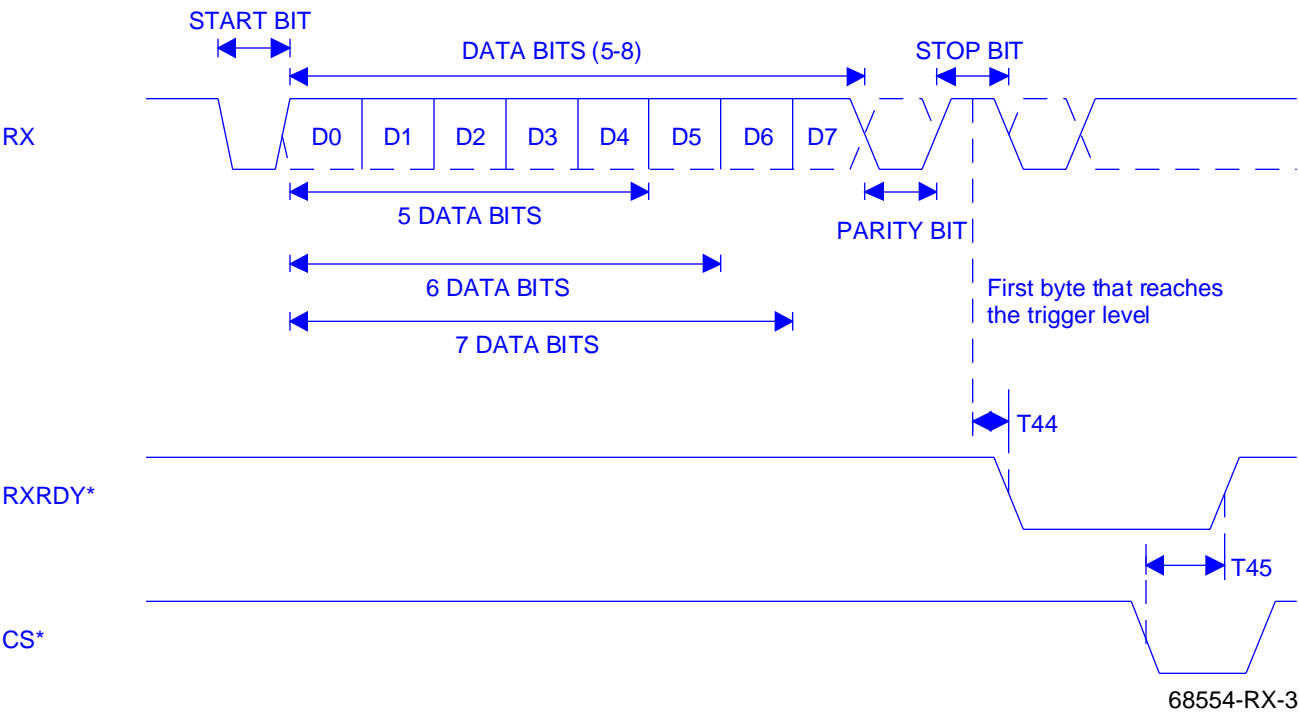 START BIT
DATA BITS (5-8)
STOP BIT
RX
D0 D1 D2 D3 D4 D5 D6 D7
5 DATA BITS
PARITY BIT
6 DATA BITS
First byte that reaches
the trigger level
7 DATA BITS
T44
RXRDY*
T45
CS*
68554-RX-3